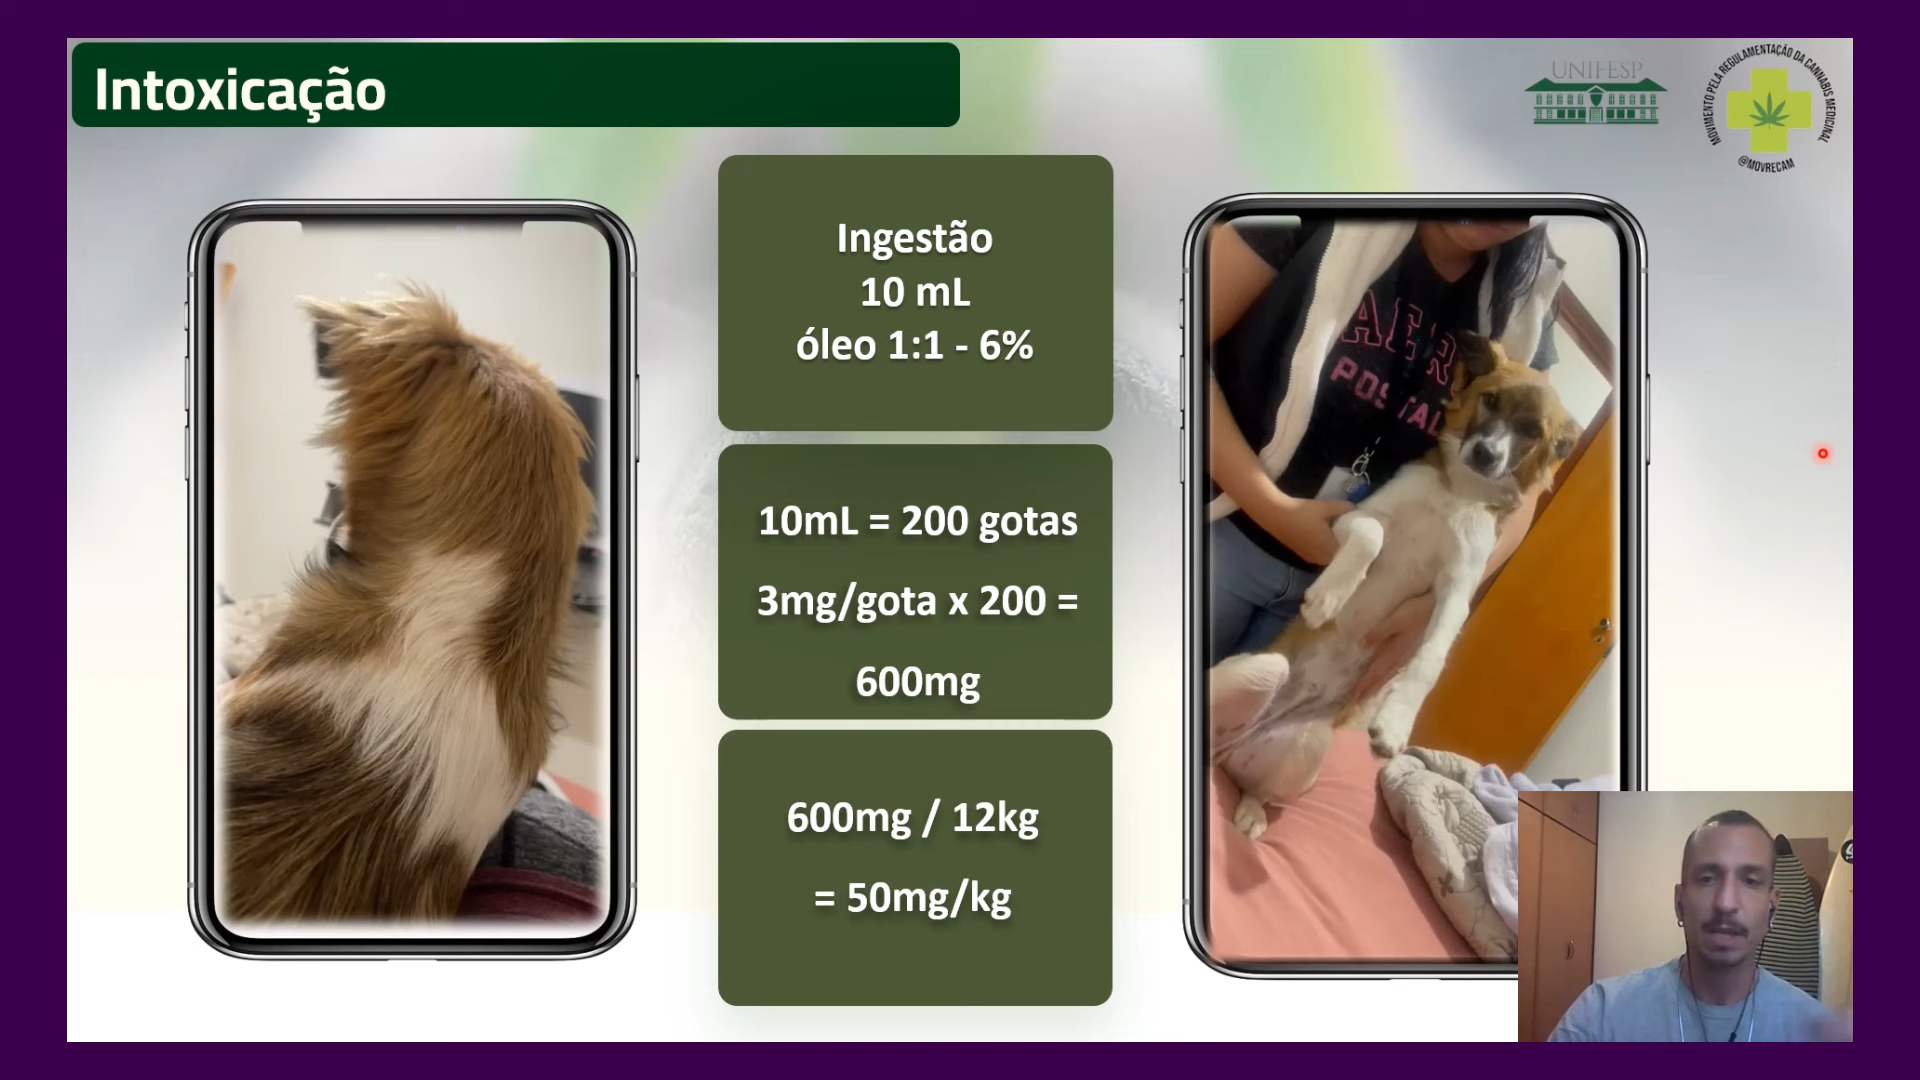 Intoxicação
UNIFESP
MOVIMENTO PELA REGULAMENTAÇÃO DA CANNABIS MEDICINAL
@MOVRECAM
Ingestão
10 mL
óleo 1:1 - 6%
10mL = 200 gotas
3mg/gota x 200 =
600mg
600mg / 12kg
= 50mg/kg